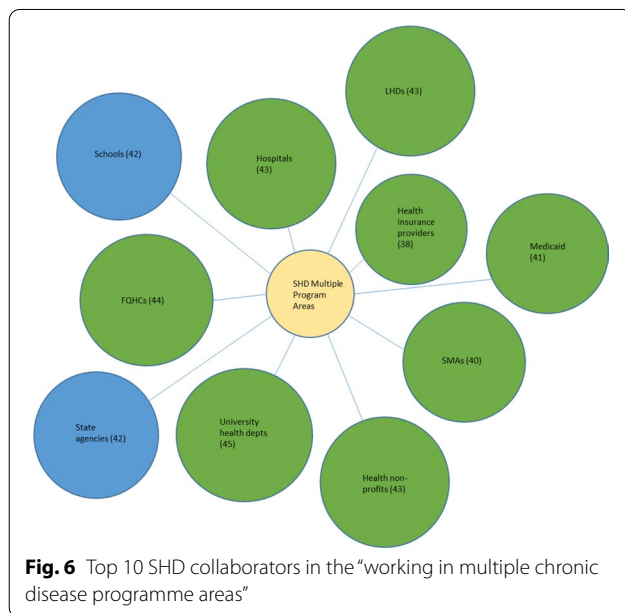 LHDs (43)
Schools (42)
Hospitals
(43)
Health
insurance
providers
(38)
Medicaid
(41)
SHD Multiple
Program
Areas
FQHCs (44)
SMAs (40)
State
agencies (42)
University
health depts
(45)
Health non-
profits (43)
Fig. 6 Top 10 SHD collaborators in the “working in multiple chronic
disease programme areas”